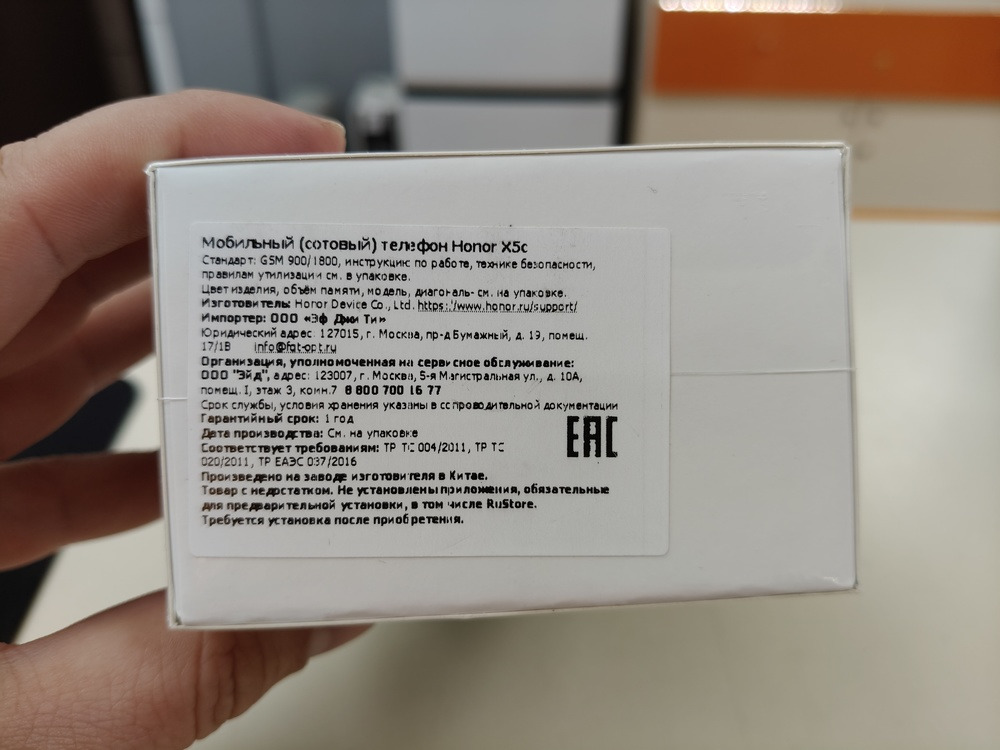 Мобильный (сотовый) телефон Honor X5c
Стандарт: GSM 900/1800, инструкцию по работе, технике безопасности,
правилам утилизации см. в упаковке.
Цвет изделия, объём памяти, модель, диагональ- см. на упаковке.
Изготовитель: Honor Device Co., Ltd. https://www.honor.ru/support/
Импортер: ООО «Эф Джи Ти»
Юридический адрес: 127015, г. Москва, пр-д Бумажный, д. 19, помещ.
17/1В info@fgt-opt.ru
Организация, уполномоченная на сервисное обслуживание:
ООО "Эйд", адрес: 123007, г. Москва, 5-я Магистральная ул., д. 10А,
помещ. I, этаж 3, комн.7 8 800 700 16 77
Срок службы, условия хранения указаны в сопроводительной документации
Гарантийный срок: 1 год
Дата производства: См. на упаковке
Соответствует требованиям: ТР ТС 004/2011, ТР ТС
020/2011, ТР ЕАЭС 037/2016
EAC
Произведено на заводе изготовителя в Китае.
Товар с недостатком. Не установлены приложения, обязательные
для предварительной установки, в том числе RuStore.
Требуется установка после приобретения.